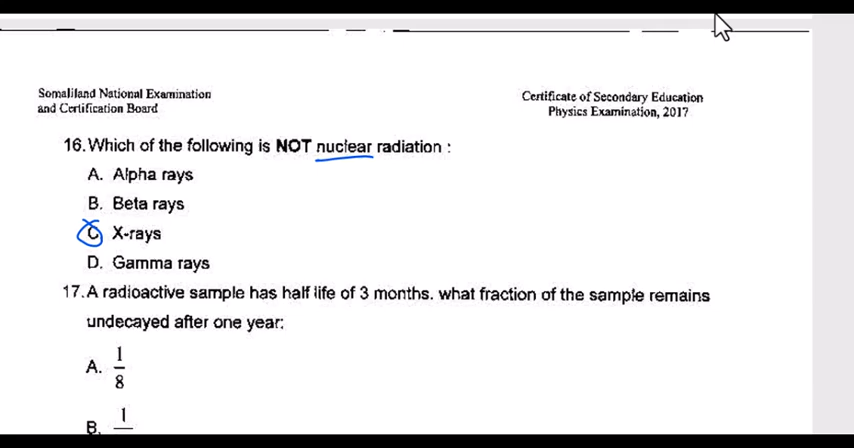 Somaliland National Examination
and Certification Board
Certificate of Secondary Education
Physics Examination, 2017
16. Which of the following is NOT nuclear radiation :
A. Alpha rays
B. Beta rays
C X-rays
D. Gamma rays
17. A radioactive sample has half life of 3 months. what fraction of the sample remains
undecayed after one year:
A. 1/8
B. 1